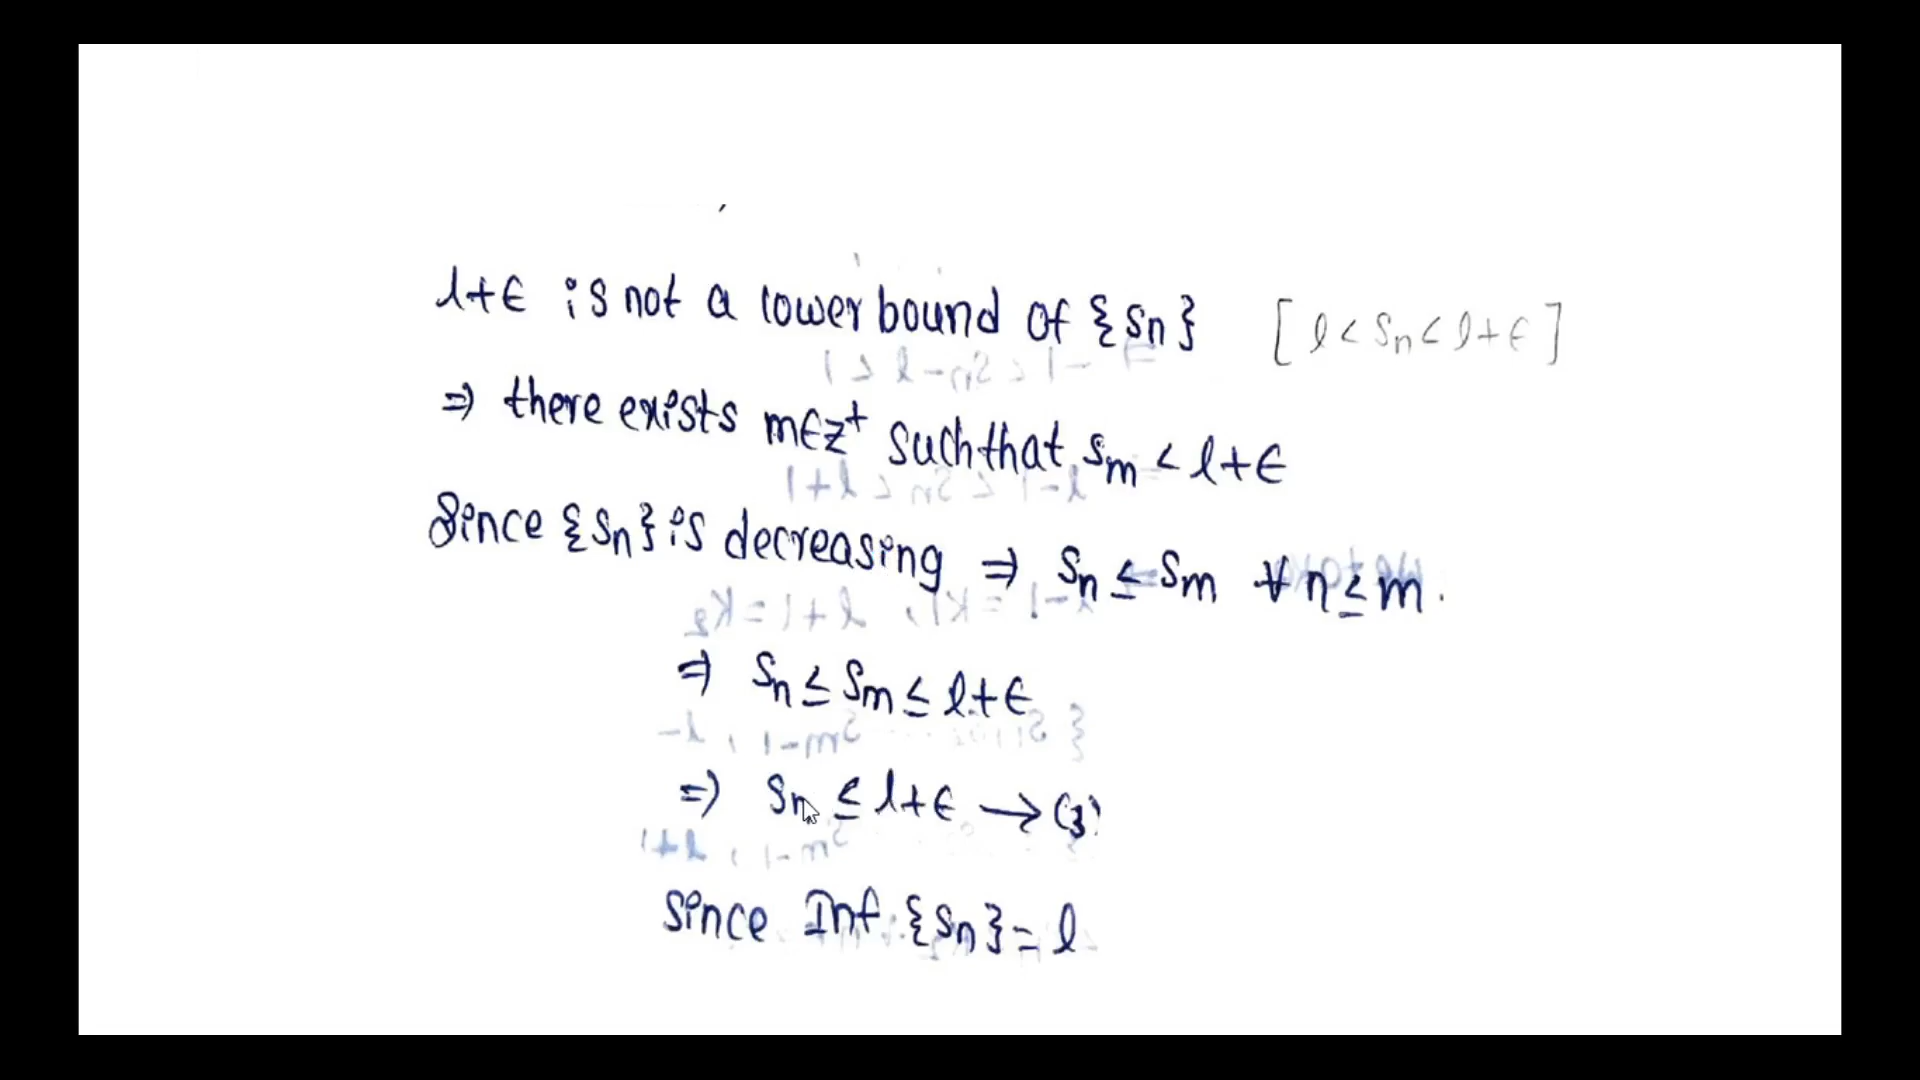 l+ϵ is not a lower bound of {Sn} [l < Sn < l+ϵ]
⇒ there exists m∈z⁺ such that Sm < l+ϵ
Since {Sn} is decreasing ⇒ Sn ≤ Sm ∀ n ≤ m.
⇒ Sn ≤ Sm ≤ l+ϵ
⇒ Sn ≤ l+ϵ → (3)
Since Inf {Sn} = l